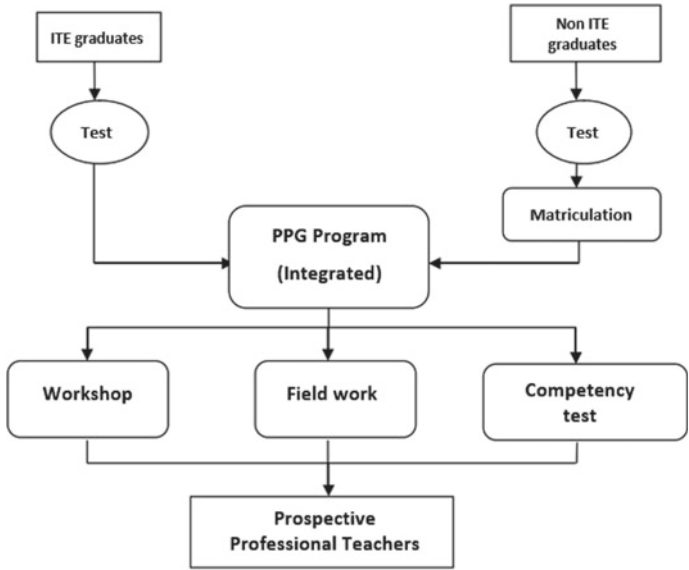 ITE graduates
Non ITE
graduates
Test
Test
Matriculation
PPG Program
(Integrated)
Workshop
Field work
Competency
test
Prospective
Professional Teachers